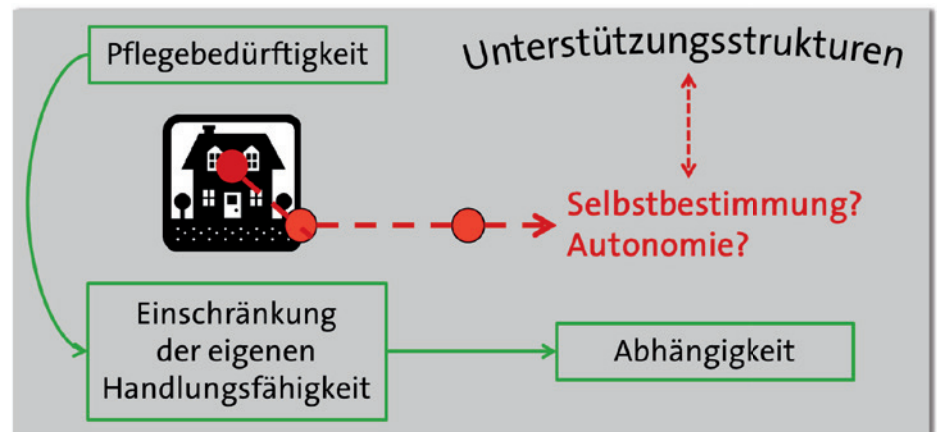 Pflegebedürftigkeit
Unterstützungsstrukturen
Selbstbestimmung?
Autonomie?
Einschränkung
der eigenen
Handlungsfähigkeit
Abhängigkeit